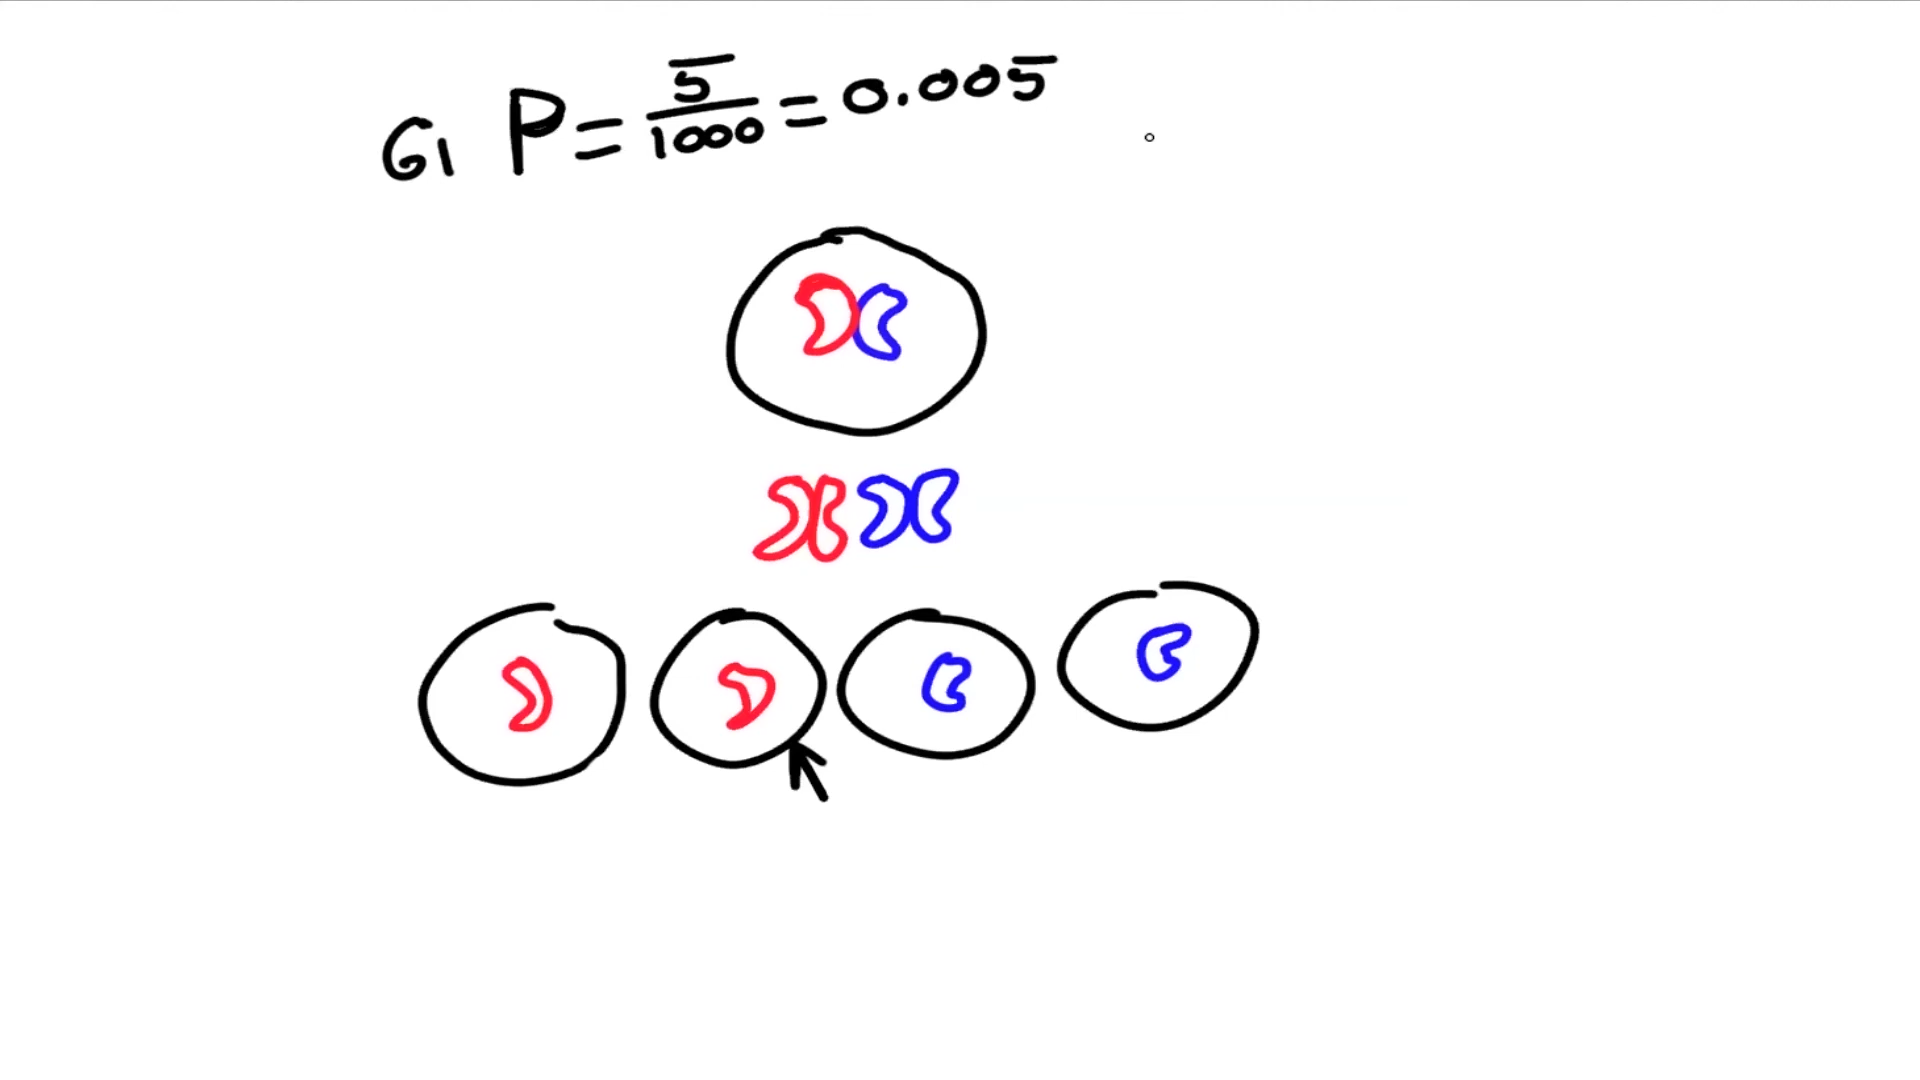 G1 P = 5/1000 = 0.005